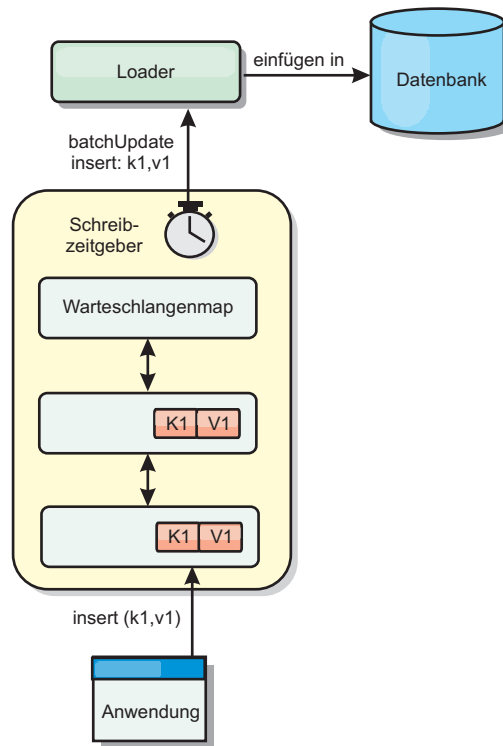 Loader
einfügen in
Datenbank
batchUpdate
insert: k1,v1
Schreib-
zeitgeber
Warteschlangenmap
K1 V1
K1 V1
insert (k1,v1)
Anwendung